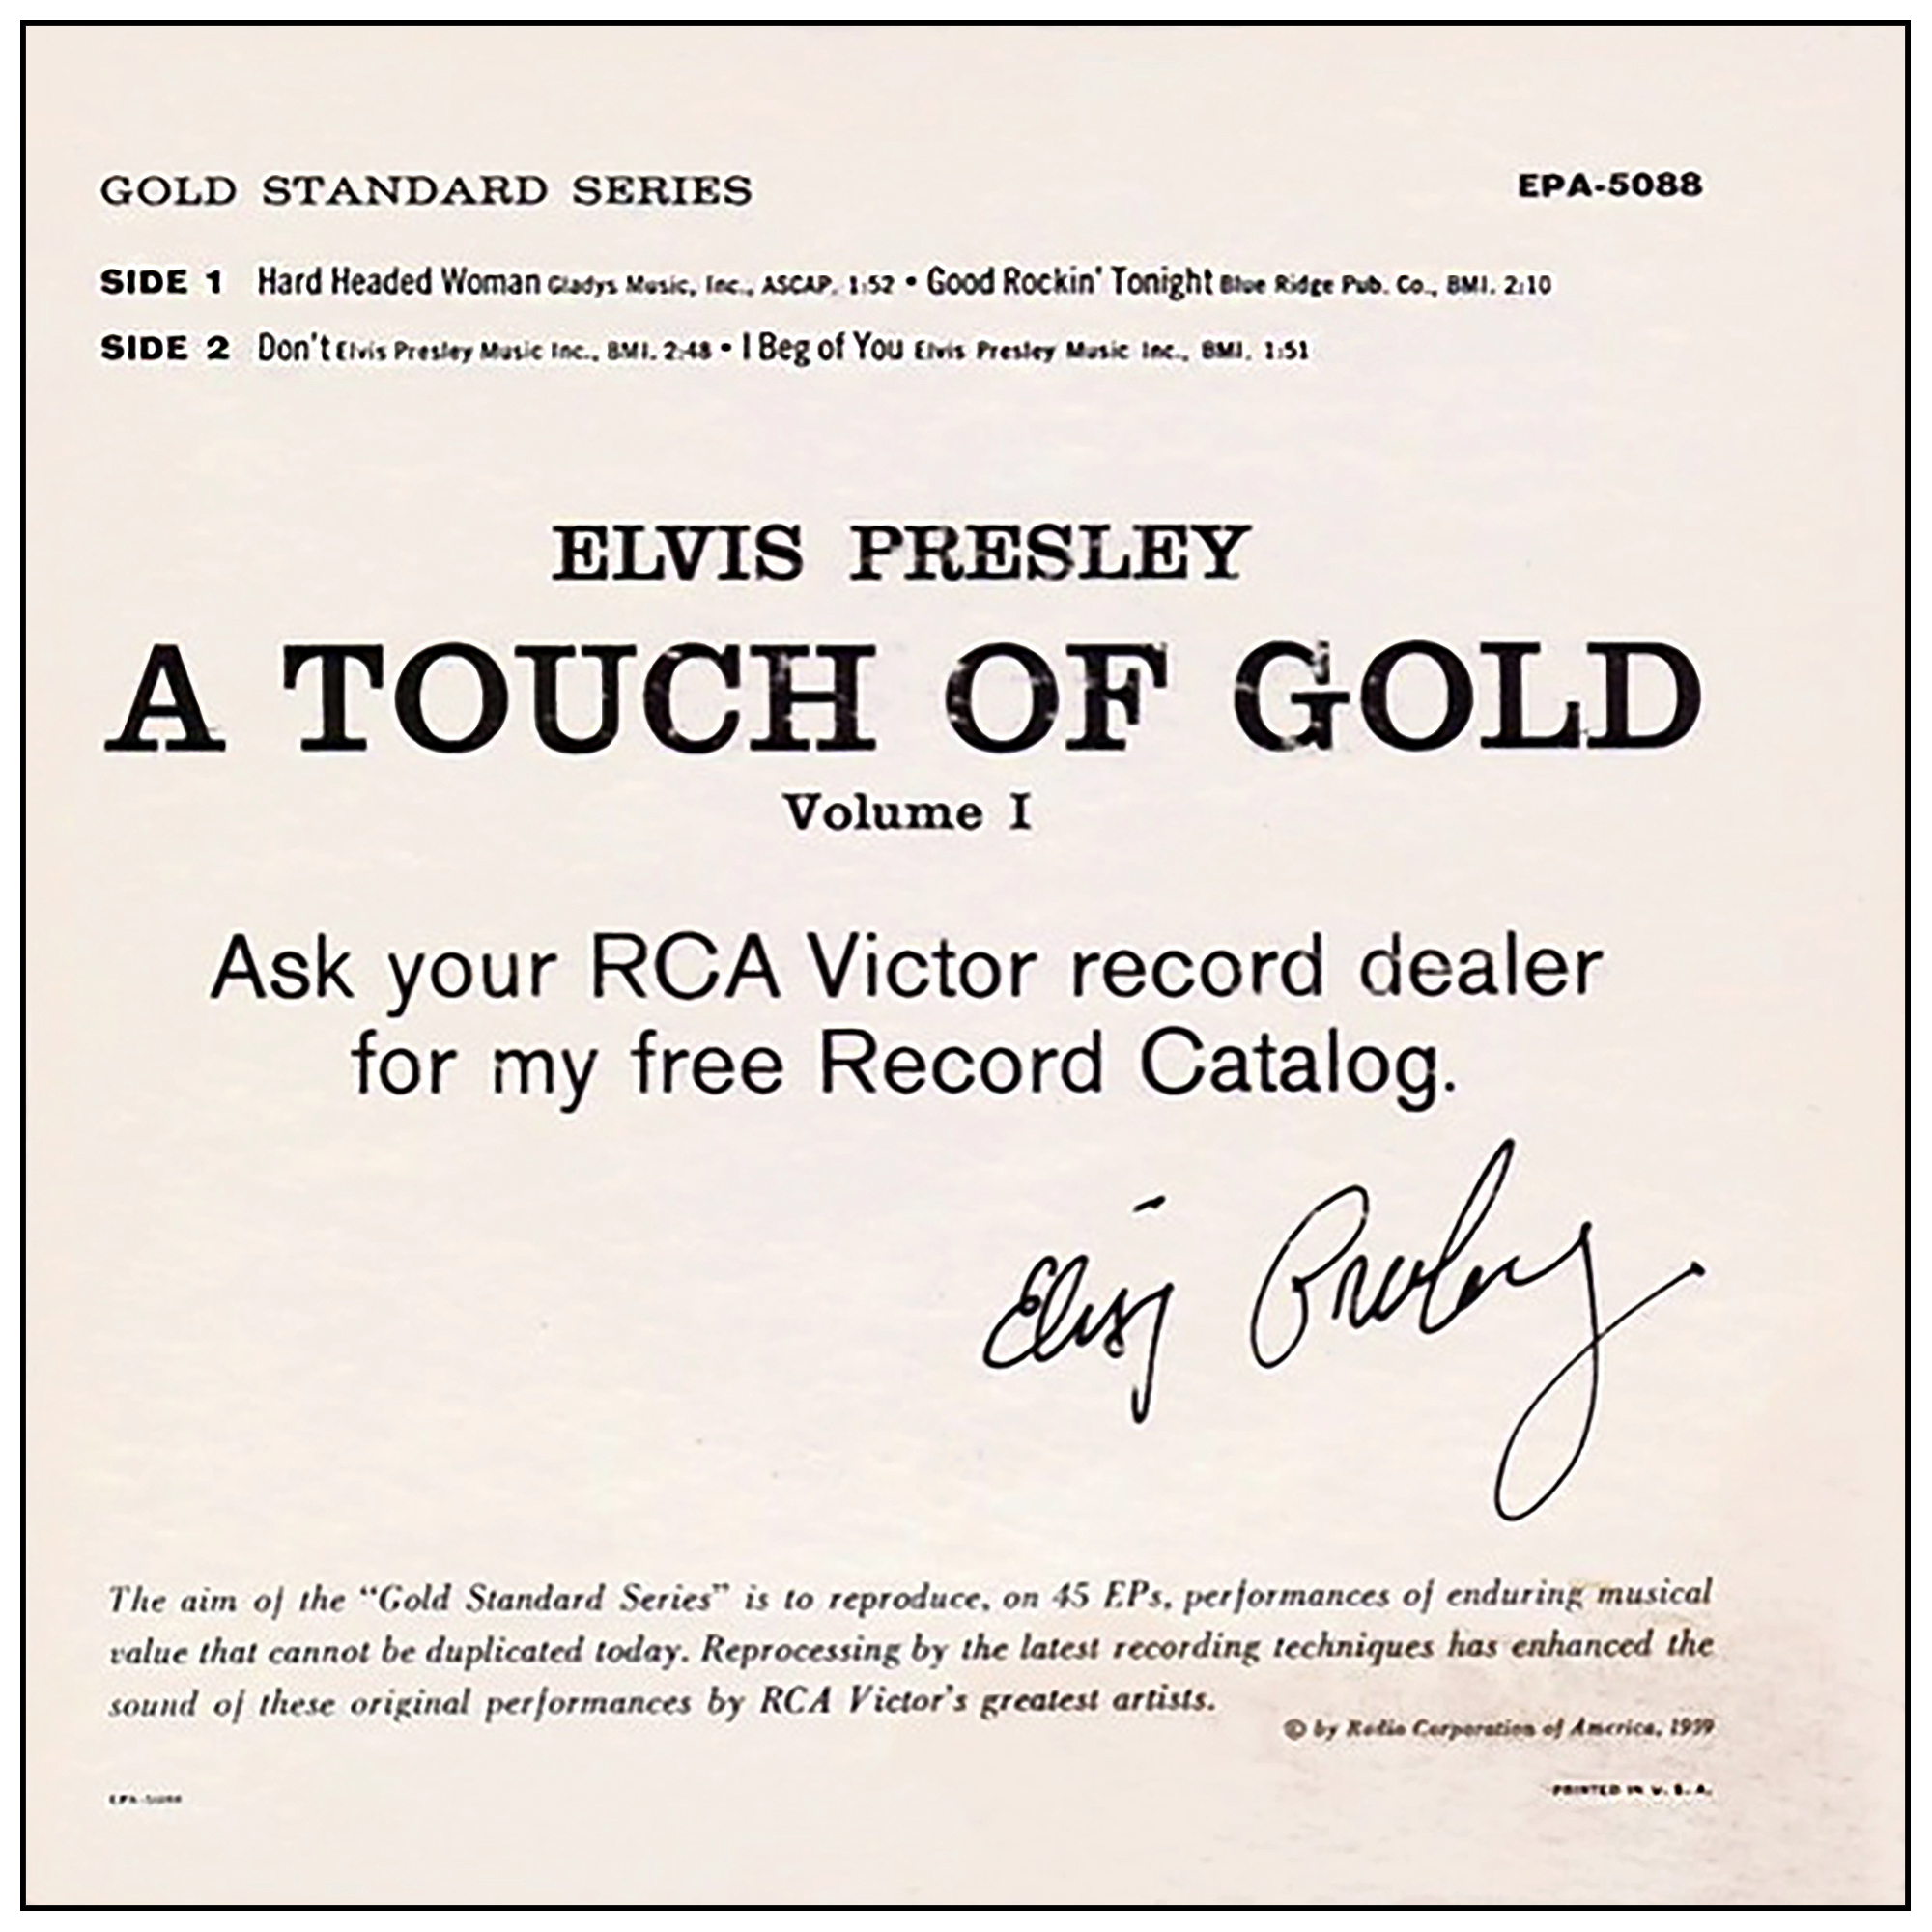 GOLD STANDARD SERIES
EPA-5088
SIDE 1 Hard Headed Woman Gladys Music, Inc., ASCAP. 1:52 • Good Rockin' Tonight Blue Ridge Pub. Co., BMI. 2:10
SIDE 2 Don't Elvis Presley Music Inc., BMI. 2:48 • I Beg of You Elvis Presley Music Inc., BMI. 1:51
ELVIS PRESLEY
A TOUCH OF GOLD
Volume I
Ask your RCA Victor record dealer
for my free Record Catalog.
Elvis Presley
The aim of the “Gold Standard Series” is to reproduce, on 45 EPs, performances of enduring musical
value that cannot be duplicated today. Reprocessing by the latest recording techniques has enhanced the
sound of these original performances by RCA Victor's greatest artists.
© by Radio Corporation of America, 1959
EPA-5088
PRINTED IN U. S. A.